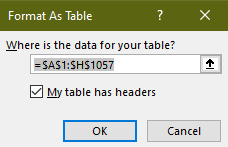 Format As Table ? ×
Where is the data for your table?
=$A$1:$H$1057
My table has headers
OK Cancel